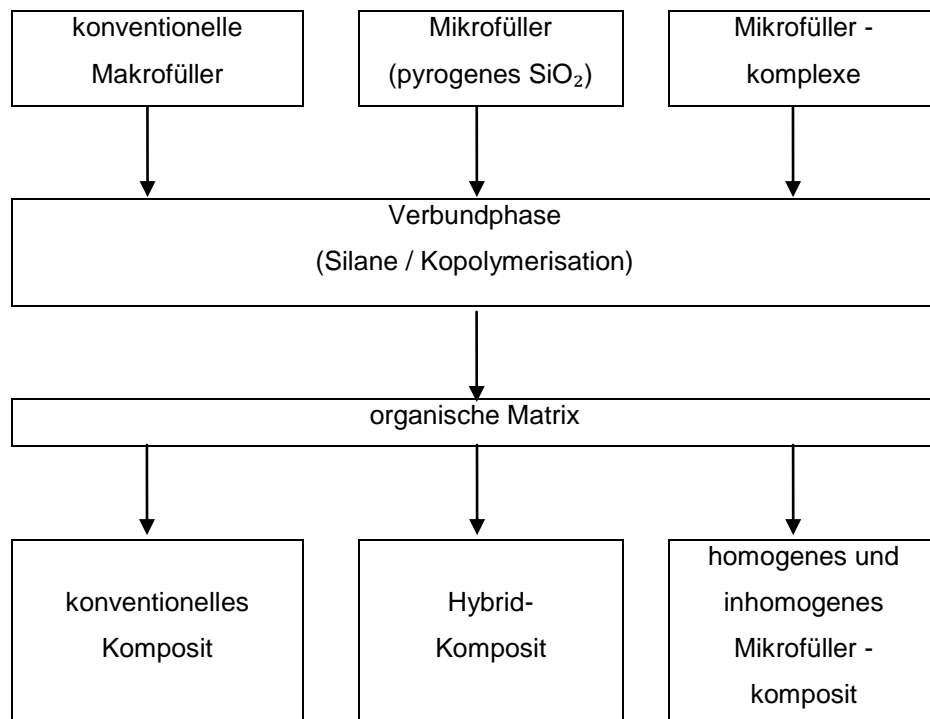 konventionelle
Makrofüller
Mikrofüller
(pyrogenes SiO₂)
Mikrofüller -
komplexe
Verbundphase
(Silane / Kopolymerisation)
organische Matrix
konventionelles
Komposit
Hybrid-
Komposit
homogenes und
inhomogenes
Mikrofüller -
komposit